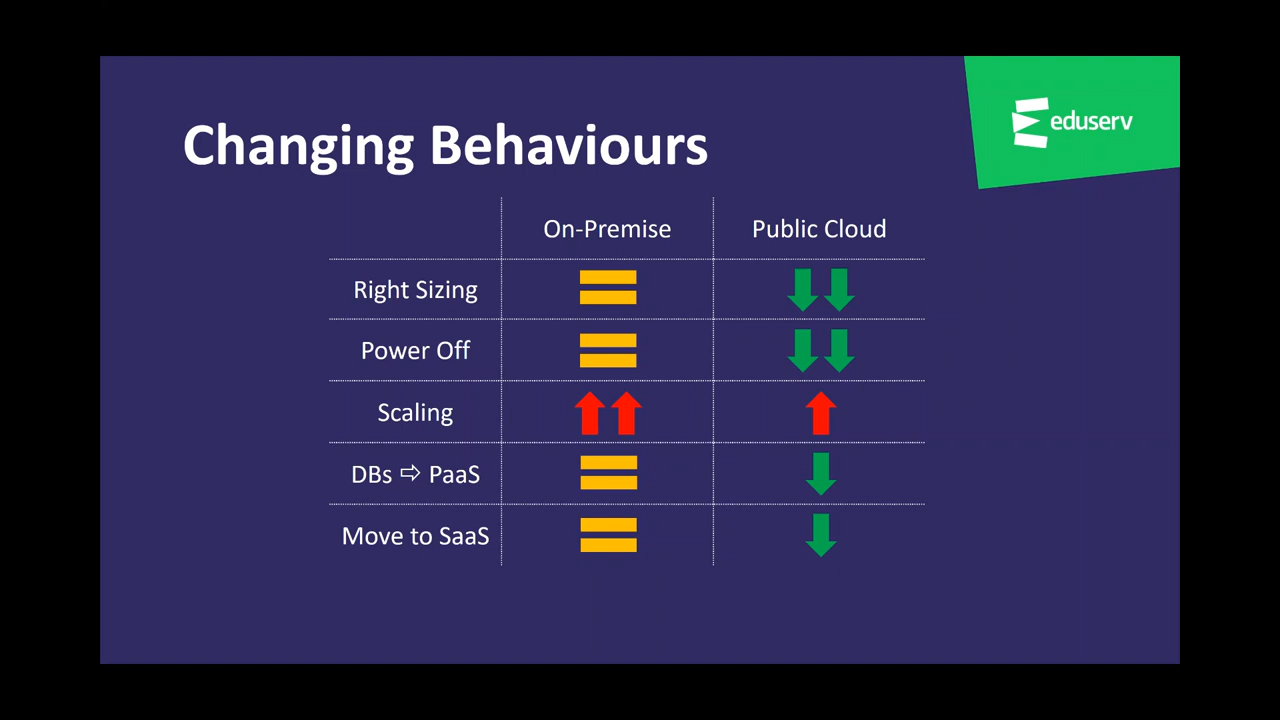 eduserv
Changing Behaviours
On-Premise Public Cloud
Right Sizing
Power Off
Scaling
DBs ⇨ PaaS
Move to SaaS